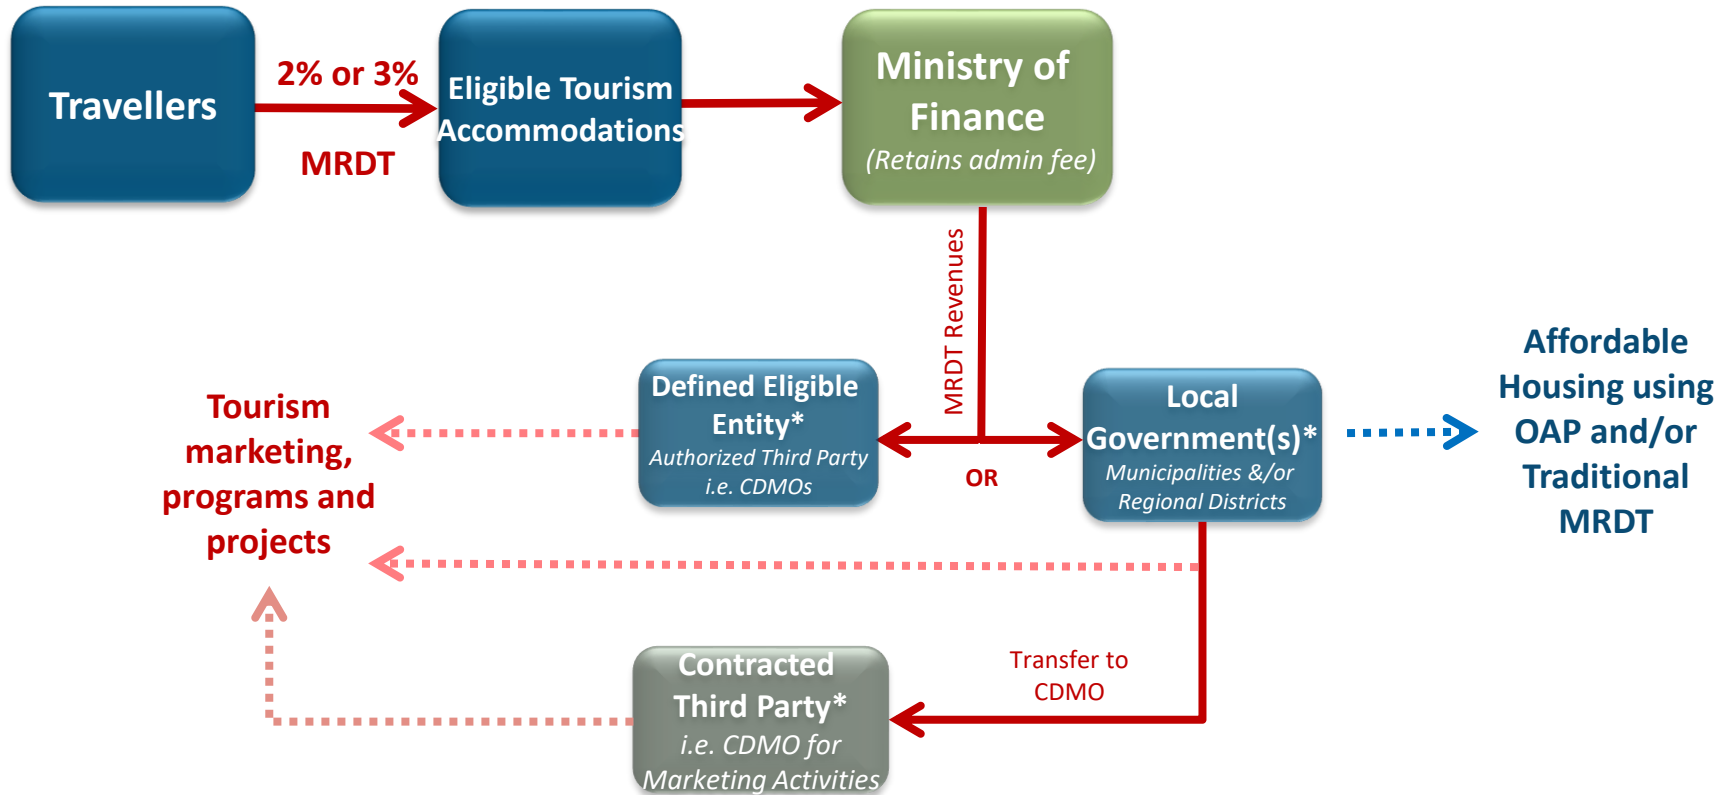 Travellers
2% or 3%
MRDT
Eligible Tourism
Accommodations
Ministry of
Finance
(Retains admin fee)
MRDT Revenues
Defined Eligible
Entity*
Authorized Third Party
i.e. CDMOs
OR
Local
Government(s)*
Municipalities &/or
Regional Districts
Affordable
Housing using
OAP and/or
Traditional
MRDT
Tourism
marketing,
programs and
projects
Transfer to
CDMO
Contracted
Third Party*
i.e. CDMO for
Marketing Activities